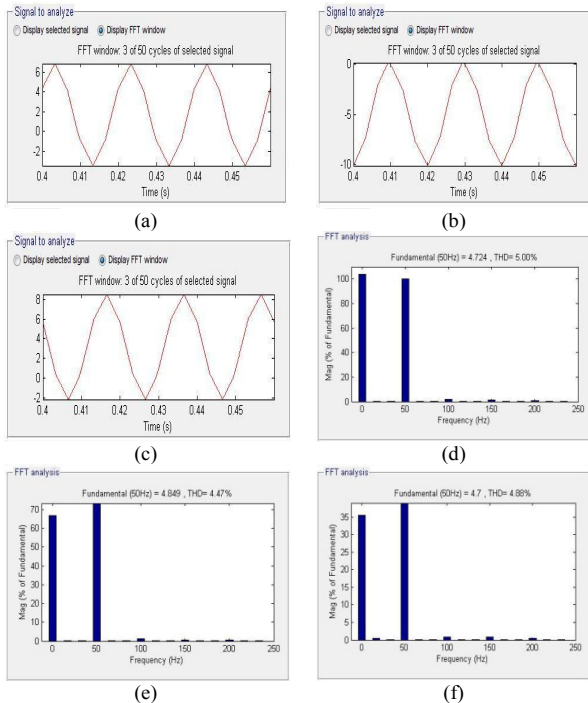 Signal to analyze
Display selected signal Display FFT window
FFT window: 3 of 50 cycles of selected signal
6
4
2
0
-2
0.4 0.41 0.42 0.43 0.44 0.45
Time (s)
(a)
Signal to analyze
Display selected signal Display FFT window
FFT window: 3 of 50 cycles of selected signal
0
-5
-10
0.4 0.41 0.42 0.43 0.44 0.45
Time (s)
(b)
Signal to analyze
Display selected signal Display FFT window
FFT window: 3 of 50 cycles of selected signal
8
6
4
2
0
-2
0.4 0.41 0.42 0.43 0.44 0.45
Time (s)
(c)
FFT analysis
Fundamental (50Hz) = 4.724 , THD= 5.00%
Mag (% of Fundamental)
100
80
60
40
20
0
0 50 100 150 200 250
Frequency (Hz)
(d)
FFT analysis
Fundamental (50Hz) = 4.849 , THD= 4.47%
Mag (% of Fundamental)
70
60
50
40
30
20
10
0
0 50 100 150 200 250
Frequency (Hz)
(e)
FFT analysis
Fundamental (50Hz) = 4.7 , THD= 4.88%
Mag (% of Fundamental)
35
30
25
20
15
10
5
0
0 50 100 150 200 250
Frequency (Hz)
(f)